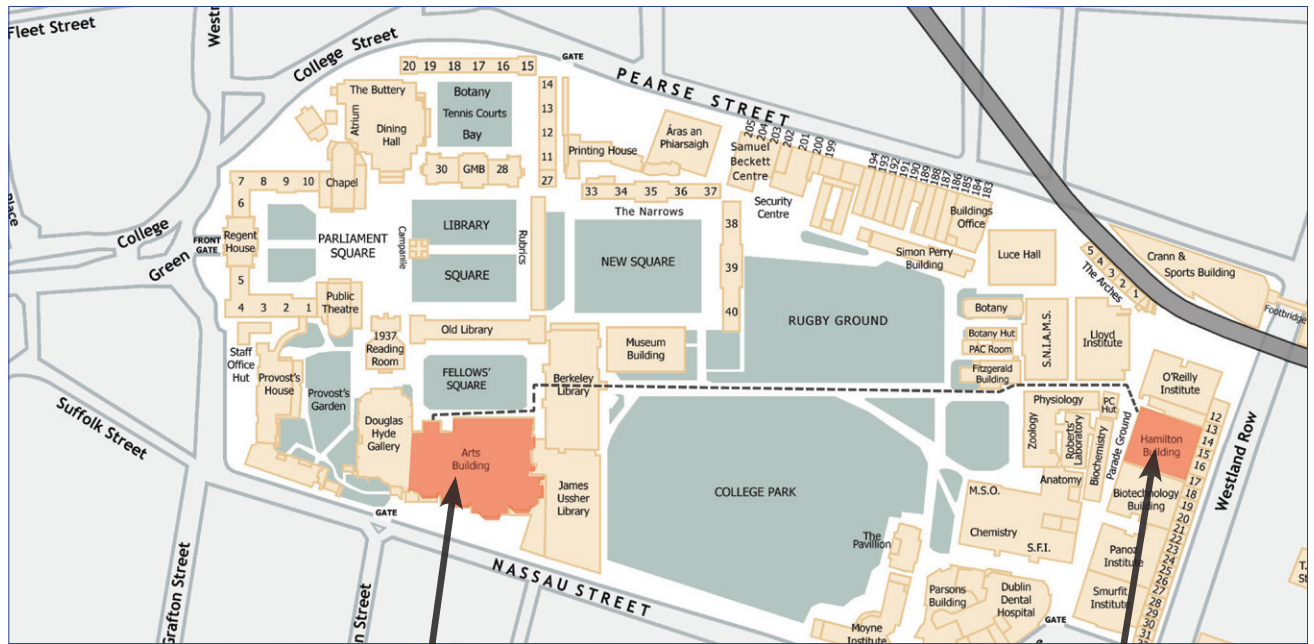 Fleet Street
Westm
College Street
GATE
PEARSE STREET
20 19 18 17 16 15
The Buttery
Atrium
Dining
Hall
Botany
Tennis Courts
Bay
14
13
12
11
27
Printing House
Áras an
Phiarsaigh
205
204
203
202
201
200
199
Samuel
Beckett
Centre
Security
Centre
194
193
192
191
190
189
188
187
186
185
184
183
Buildings
Office
30
GMB
28
7 8 9 10
6
Chapel
33 34 35 36 37
The Narrows
38
39
40
Place
College
Green
FRONT
GATE
Regent
House
PARLIAMENT
SQUARE
Campanile
LIBRARY
SQUARE
Rubrics
NEW SQUARE
Simon Perry
Building
Luce Hall
5
4
3
2
1
The Arches
Crann &
Sports Building
Footbridge
5
4 3 2 1
Public
Theatre
1937
Reading
Room
Old Library
Museum
Building
RUGBY GROUND
Botany
Botany Hut
PAC Room
Fitzgerald
Building
S.N.I.A.M.S.
Lloyd
Institute
Staff
Office
Hut
Provost's
House
Provost's
Garden
FELLOWS'
SQUARE
Berkeley
Library
O'Reilly
Institute
Suffolk Street
Douglas
Hyde
Gallery
Arts
Building
James
Ussher
Library
COLLEGE PARK
Physiology
PC
Hut
Zoology
Roberts'
Laboratory
Biochemistry
Parade Ground
Anatomy
Hamilton
Building
12
13
14
15
16
17
18
19
20
21
22
23
24
25
26
27
28
29
30
31
Westland Row
Biotechnology
Building
M.S.O.
Chemistry
S.F.I.
Panoz
Institute
Smurfit
Institute
GATE
NASSAU STREET
Grafton Street
n Street
The
Pavillion
Parsons
Building
Dublin
Dental
Hospital
Moyne
Institute
GATE
T.
St